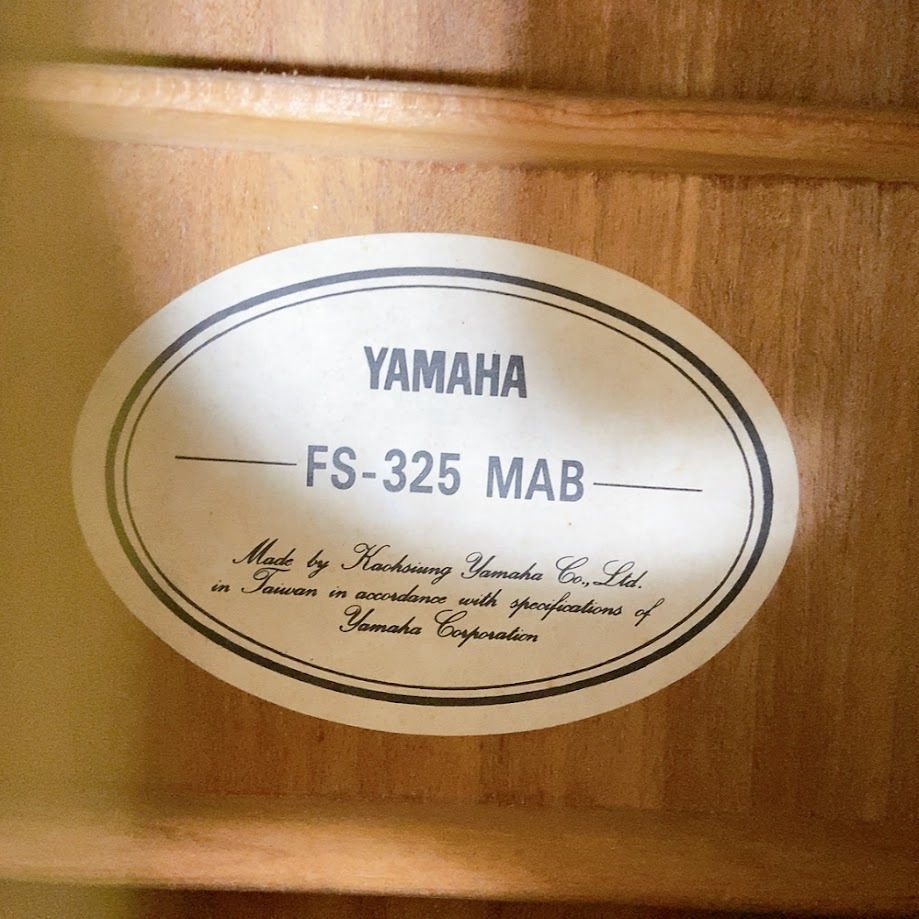 YAMAHA
FS-325 MAB
Made by Kaohsiung Yamaha Co., Ltd.
in Taiwan in accordance with specifications of
Yamaha Corporation